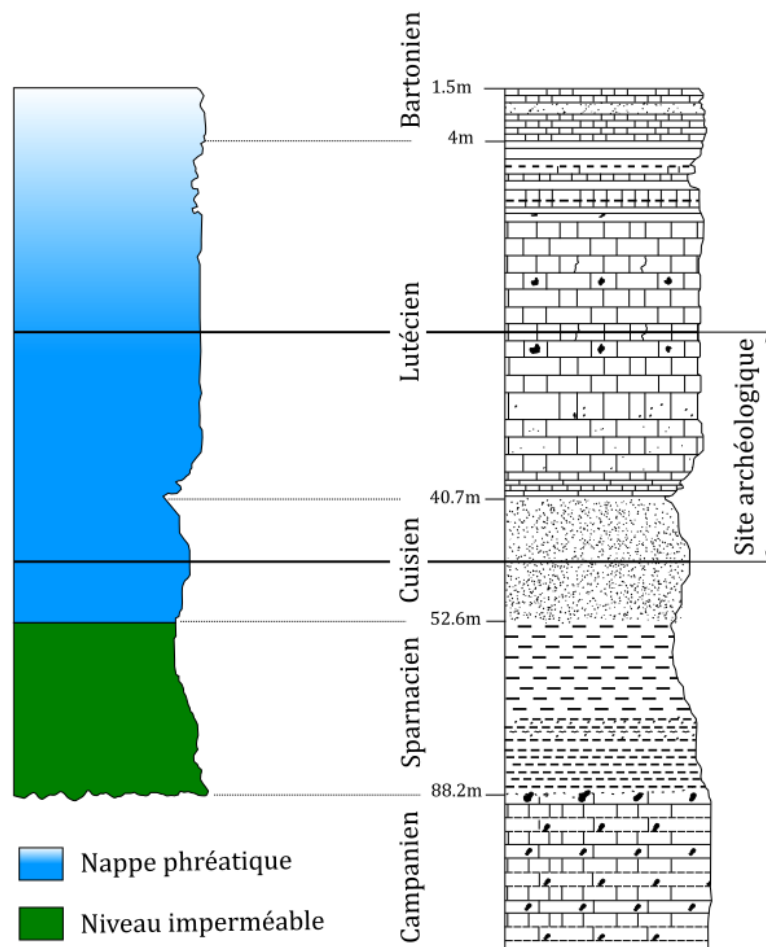 Bartonien
1.5m
4m
Lutécien
Site archéologique
40.7m
Cuisien
52.6m
Sparnacien
88.2m
Campanien
Nappe phréatique
Niveau imperméable